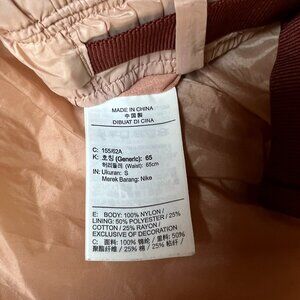 MADE IN CHINA
中国製
DIBUAT DI CINA
C: 155/62A
K: 호칭 (Generic): 65
허리둘레 (Waist): 65cm
IN: Ukuran: S
Merek Barang: Nike
E: BODY: 100% NYLON /
LINING: 50% POLYESTER / 25%
COTTON / 25% RAYON /
EXCLUSIVE OF DECORATION
C: 面料: 100% 锦纶 / 里料: 50%
聚酯纤 / 25% 棉 / 25% 粘纤 /